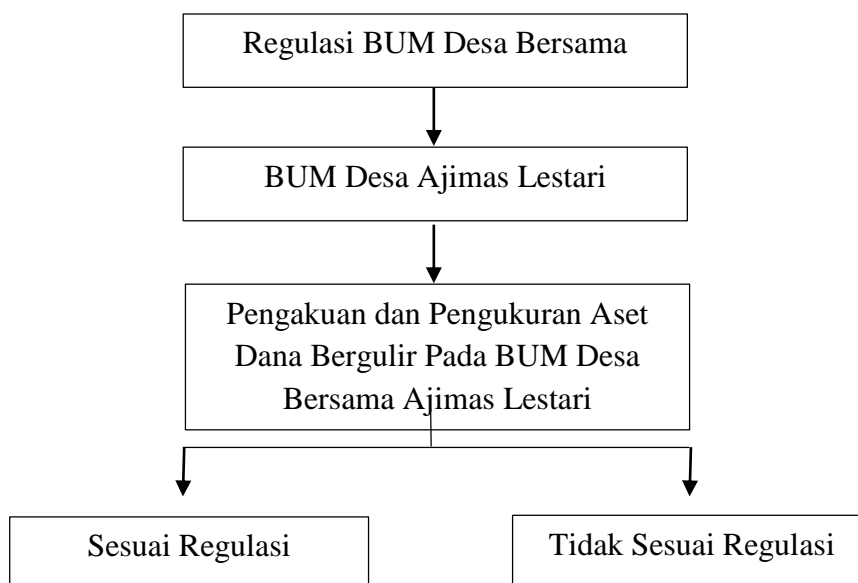 Regulasi BUM Desa Bersama
BUM Desa Ajimas Lestari
Pengakuan dan Pengukuran Aset
Dana Bergulir Pada BUM Desa
Bersama Ajimas Lestari
Sesuai Regulasi
Tidak Sesuai Regulasi